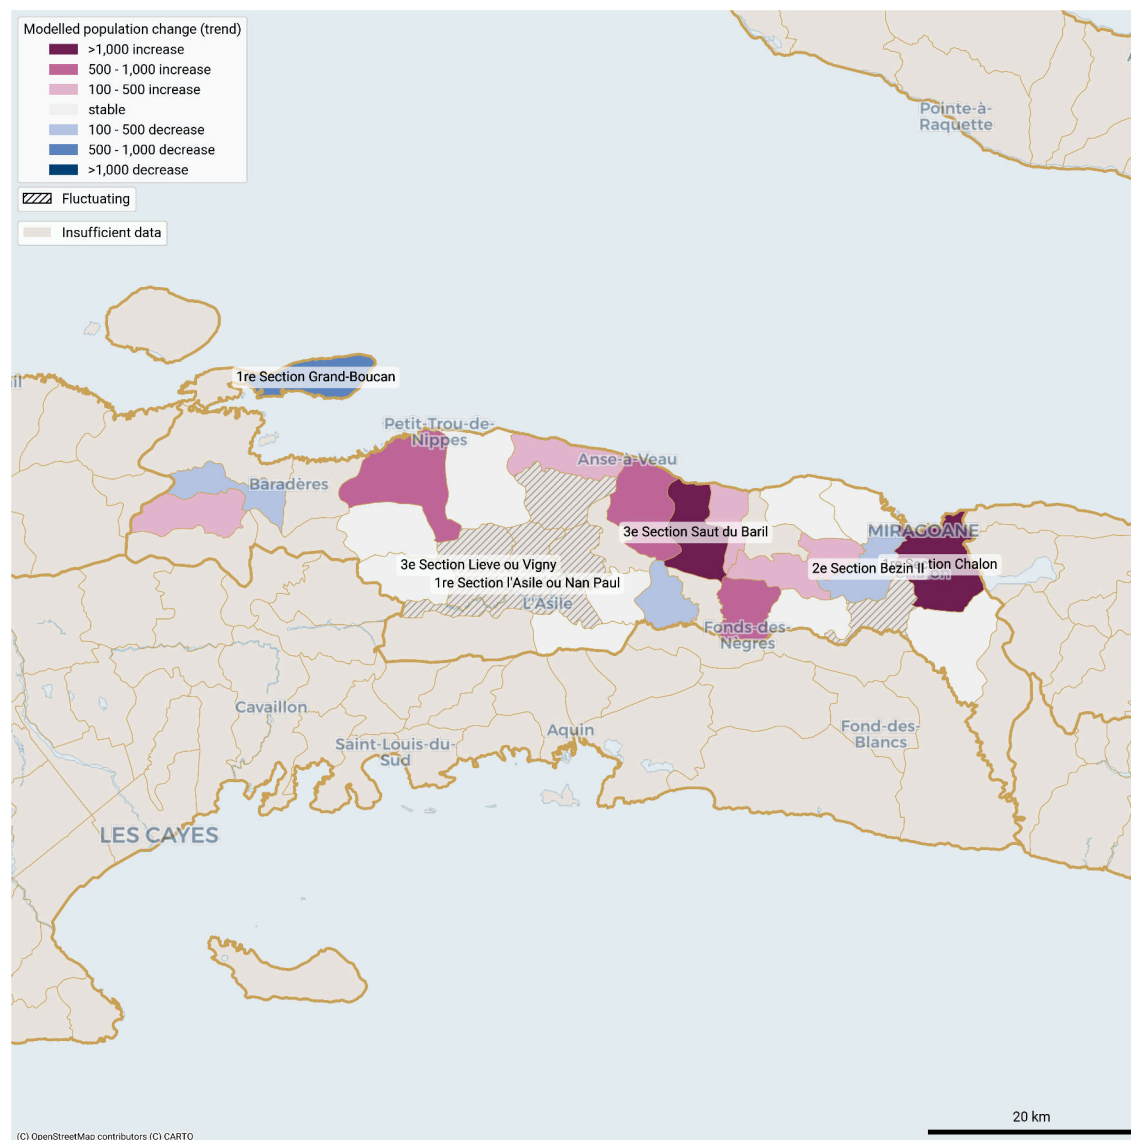 Modelled population change (trend)
>1,000 increase
500 - 1,000 increase
100 - 500 increase
stable
100 - 500 decrease
500 - 1,000 decrease
>1,000 decrease
Fluctuating
Insufficient data
Pointe-à-
Raquette
1re Section Grand-Boucan
Petit-Trou-de-
Nippes
Anse-à-Veau
Baradères
3e Section Saut du Baril
MIRAGOANE
3e Section Lieve ou Vigny
2e Section Bezin II
Section Chalon
1re Section l'Asile ou Nan Paul
L'Asile
Fonds-des-
Nègres
Cavaillon
Saint-Louis-du-
Sud
Aquin
Fond-des-
Blancs
LES CAYES
20 km
(C) OpenStreetMap contributors (C) CARTO